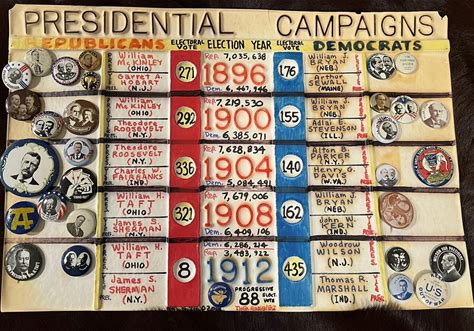 PRESIDENTIAL CAMPAIGNS
REPUBLICANS ELECTORAL VOTE ELECTION YEAR ELECTORAL VOTE DEMOCRATS
William McKINLEY (OHIO)
Garret A. HOBART (N.J.)
271
Rep. 7,035,638
1896
Dem. 6,467,946
176
William J. BRYAN (NEB.)
Arthur SEWALL (MAINE)
William McKINLEY (OHIO)
Theodore ROOSEVELT (N.Y.)
292
Rep. 7,219,530
1900
Dem. 6,385,071
155
William J. BRYAN (NEB.)
Adlai E. STEVENSON (ILL.)
Theodore ROOSEVELT (N.Y.)
Charles W. FAIRBANKS (IND.)
336
Rep. 7,628,834
1904
Dem. 5,084,491
140
Alton B. PARKER (N.Y.)
Henry G. DAVIS (W.VA.)
William H. TAFT (OHIO)
James S. SHERMAN (N.Y.)
321
Rep. 7,679,006
1908
Dem. 6,409,106
162
William J. BRYAN (NEB.)
John W. KERN (IND.)
William H. TAFT (OHIO)
James S. SHERMAN (N.Y.)
8
Dem. 6,286,214
Rep. 3,483,922
1912
PROGRESSIVE
88 Elect. VOTE
435
Woodrow WILSON (N.J.)
Thomas R. MARSHALL (IND.)